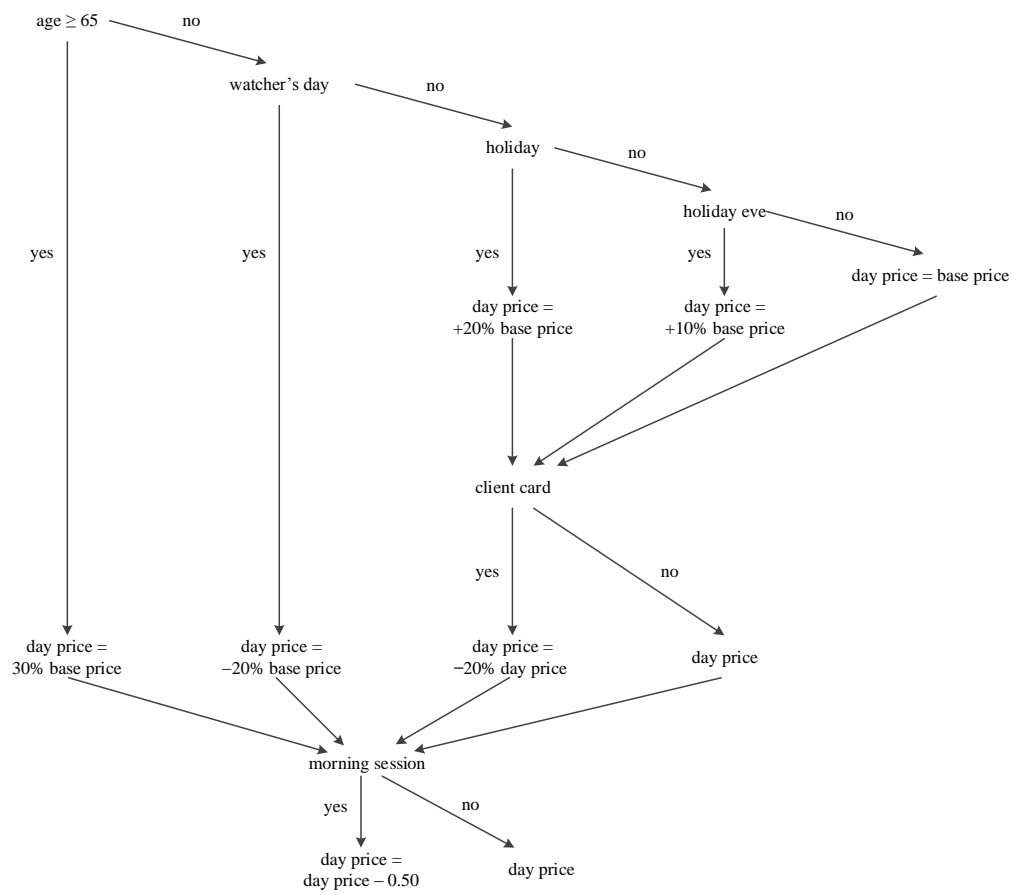 age ≥ 65
no
watcher’s day
no
holiday
no
holiday eve
no
yes
yes
yes
yes
day price = base price
day price =
+20% base price
day price =
+10% base price
client card
yes
no
day price =
30% base price
day price =
−20% base price
day price =
−20% day price
day price
morning session
yes
no
day price =
day price − 0.50
day price